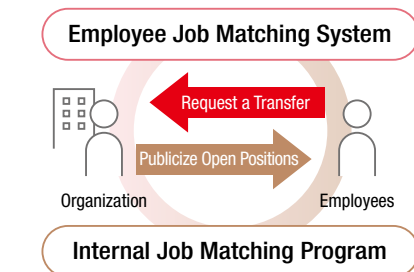 Employee Job Matching System
Request a Transfer
Publicize Open Positions
Organization
Employees
Internal Job Matching Program